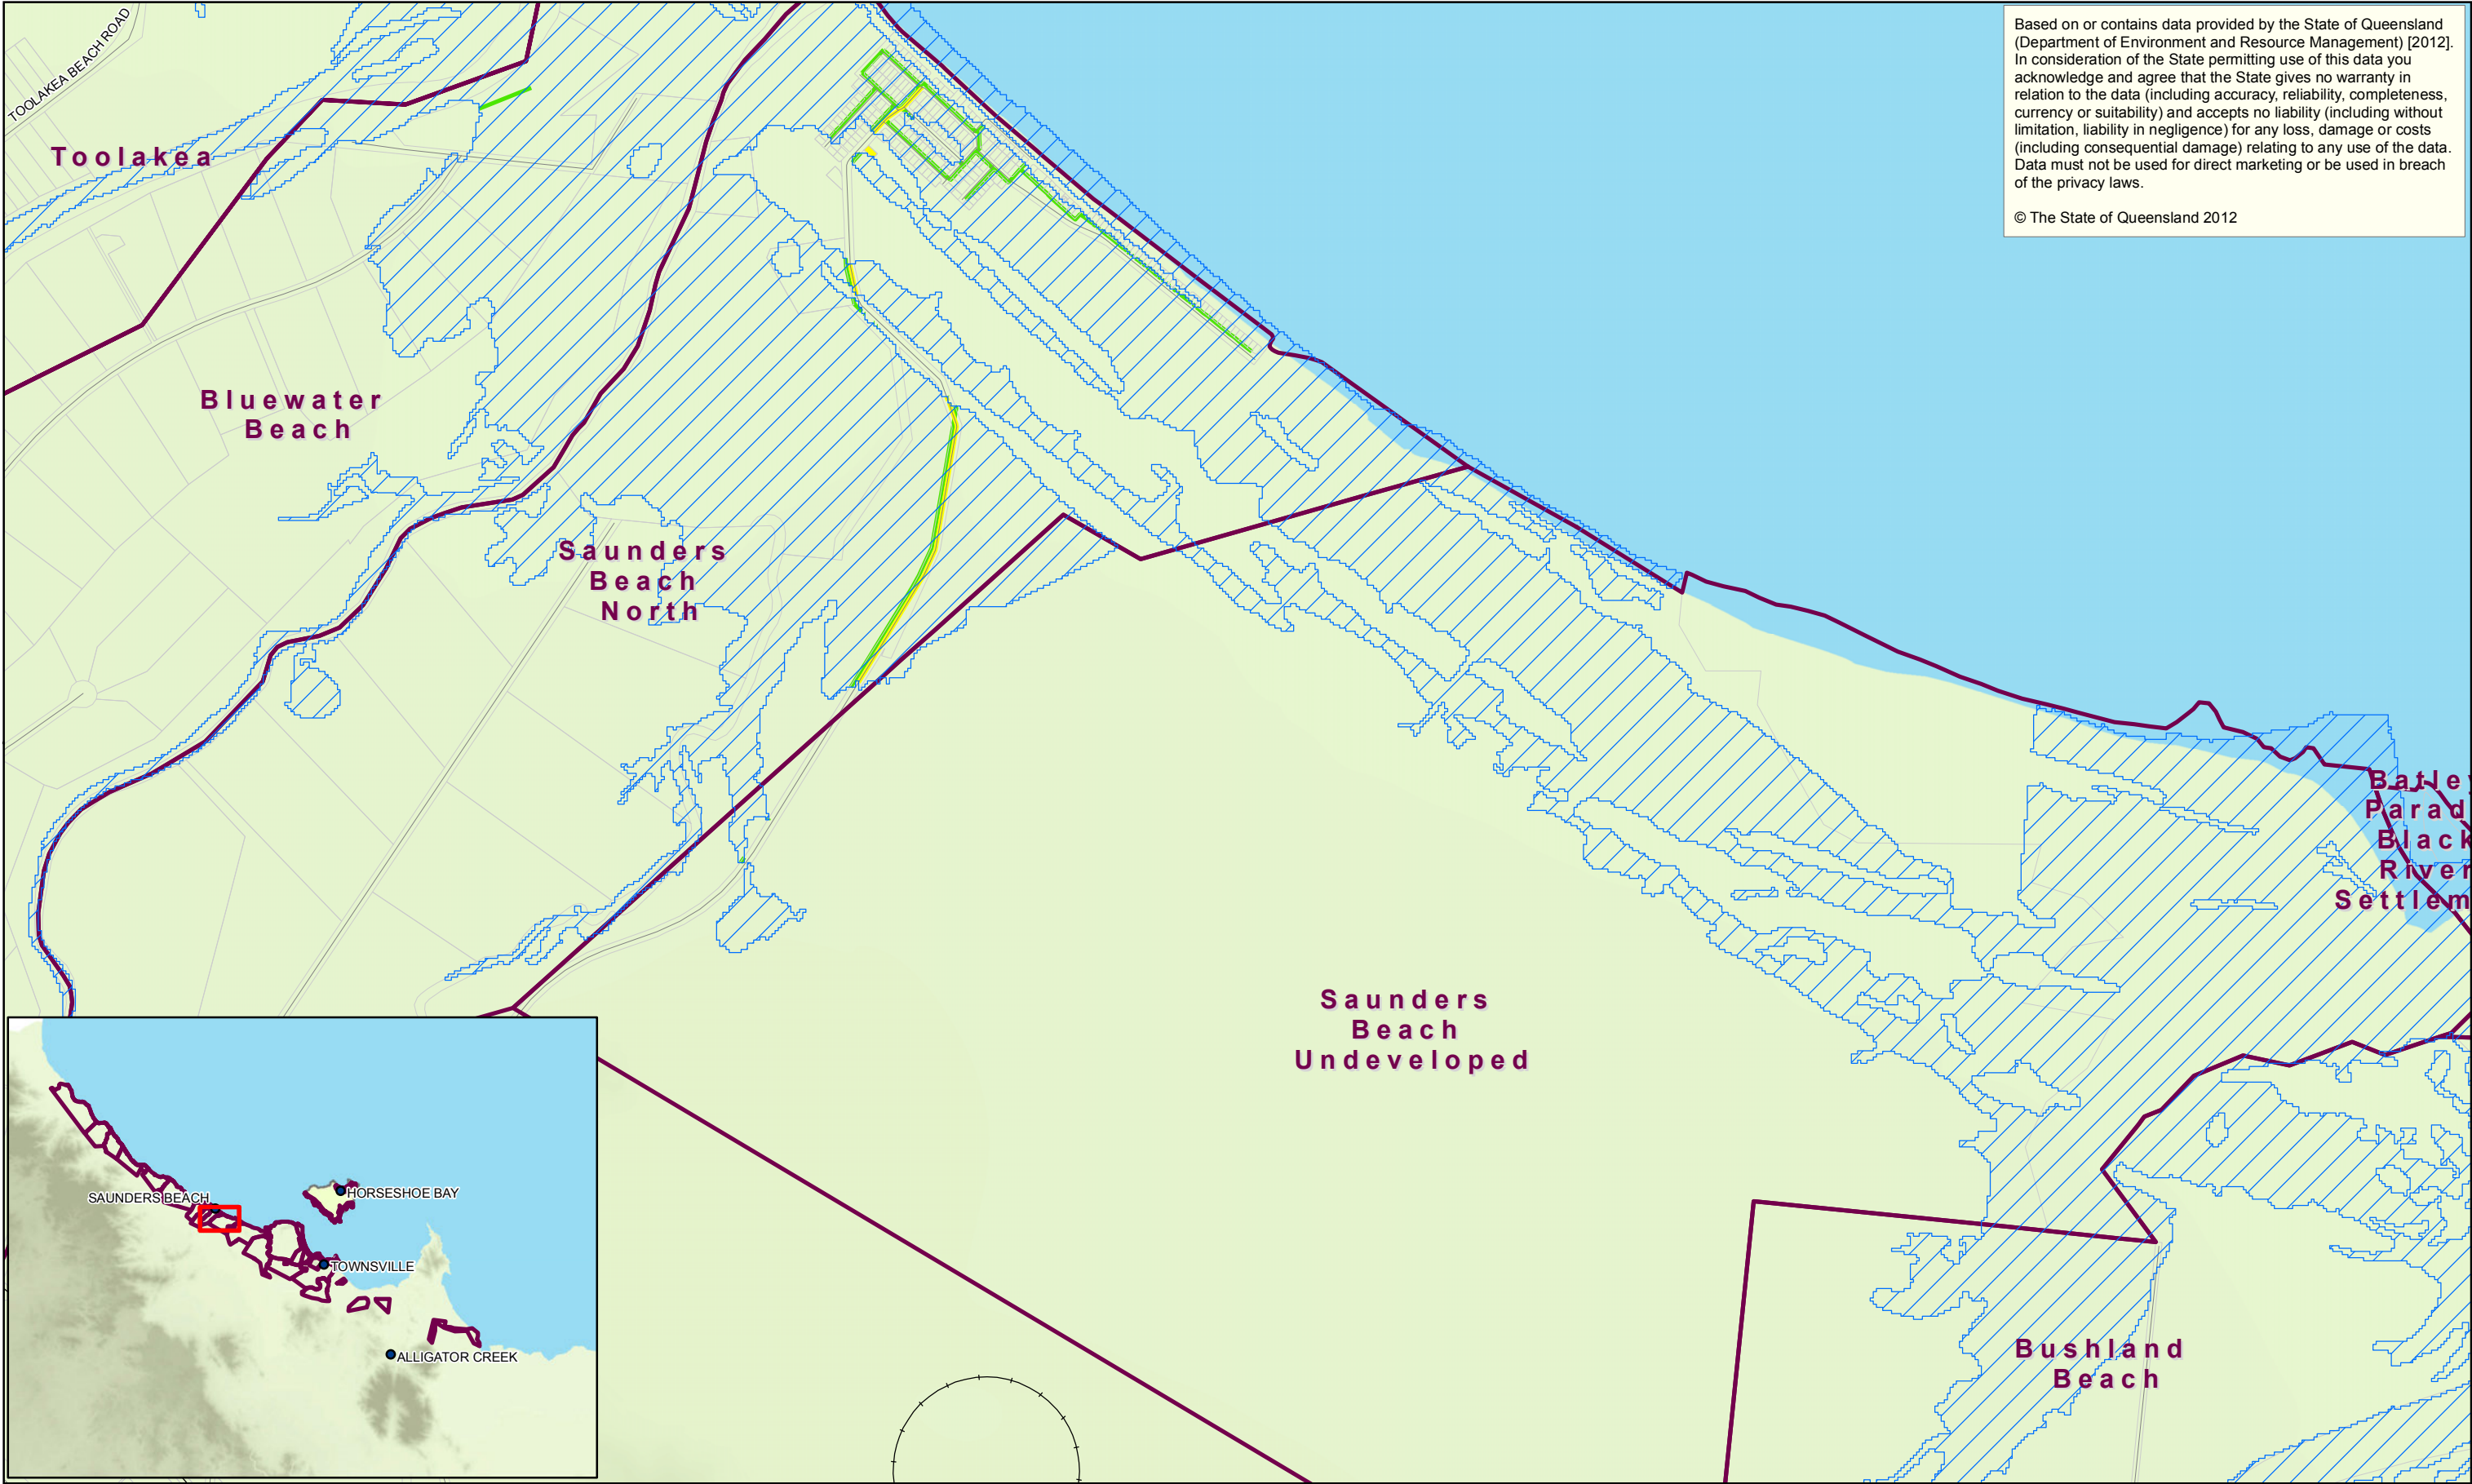 TOOLAKEA BEACH ROAD
Based on or contains data provided by the State of Queensland
(Department of Environment and Resource Management) [2012].
In consideration of the State permitting use of this data you
acknowledge and agree that the State gives no warranty in
relation to the data (including accuracy, reliability, completeness,
currency or suitability) and accepts no liability (including without
limitation, liability in negligence) for any loss, damage or costs
(including consequential damage) relating to any use of the data.
Data must not be used for direct marketing or be used in breach
of the privacy laws.
© The State of Queensland 2012
Toolakea
Bluewater
Beach
Saunders
Beach
North
Batley
Parad
Black
River
Settlem
Saunders
Beach
Undeveloped
Bushland
Beach
SAUNDERS BEACH
HORSESHOE BAY
TOWNSVILLE
ALLIGATOR CREEK